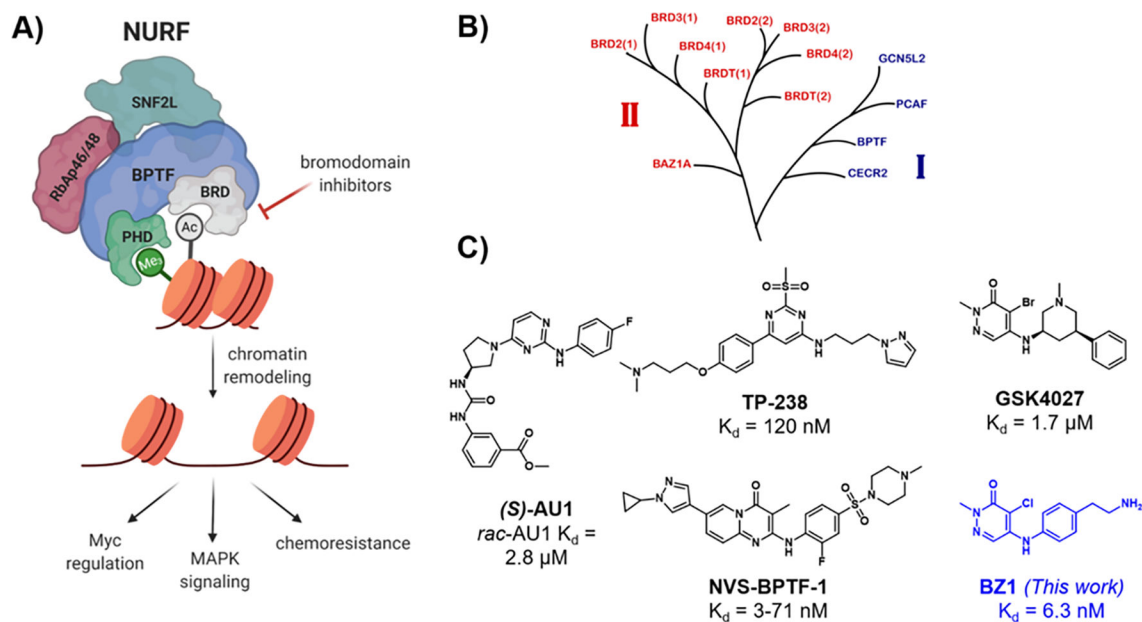 A)
NURF
SNF2L
RbAp46/48
BPTF
BRD
PHD
Ac
Me₃
bromodomain
inhibitors
chromatin
remodeling
Myc
regulation
MAPK
signaling
chemoresistance
B)
BRD3(1)
BRD2(1)
BRD4(1)
BRDT(1)
BRD2(2)
BRD3(2)
BRD4(2)
BRDT(2)
BAZ1A
II
GCN5L2
PCAF
BPTF
CECR2
I
C)
N
N
N
N
H
F
HN
O
NH
O
O
(S)-AU1
rac-AU1 Kd =
2.8 µM
O
S
O
N
N
N
H
N
N
N
O
TP-238
Kd = 120 nM
O
Br
N
N
N
H
N
GSK4027
Kd = 1.7 µM
N
N
O
N
N
N
H
F
O
S
O
N
N
NVS-BPTF-1
Kd = 3-71 nM
O
Cl
N
N
N
H
NH₂
BZ1 (This work)
Kd = 6.3 nM